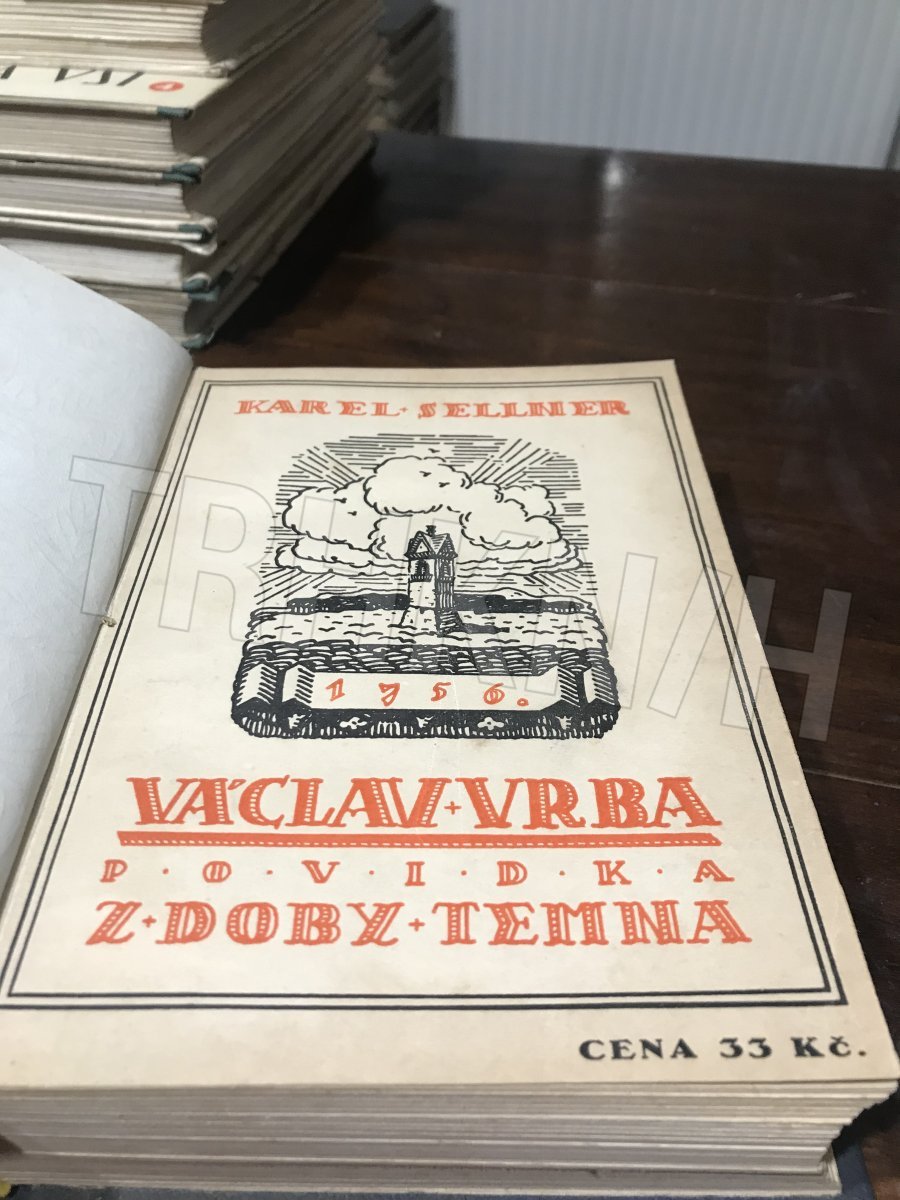 KAREL + SELLNER
1756.
VÁCLAV + VRBA
P · O · V · I · D · K · A
Z + DOBY + TEMNA
CENA 33 Kč.